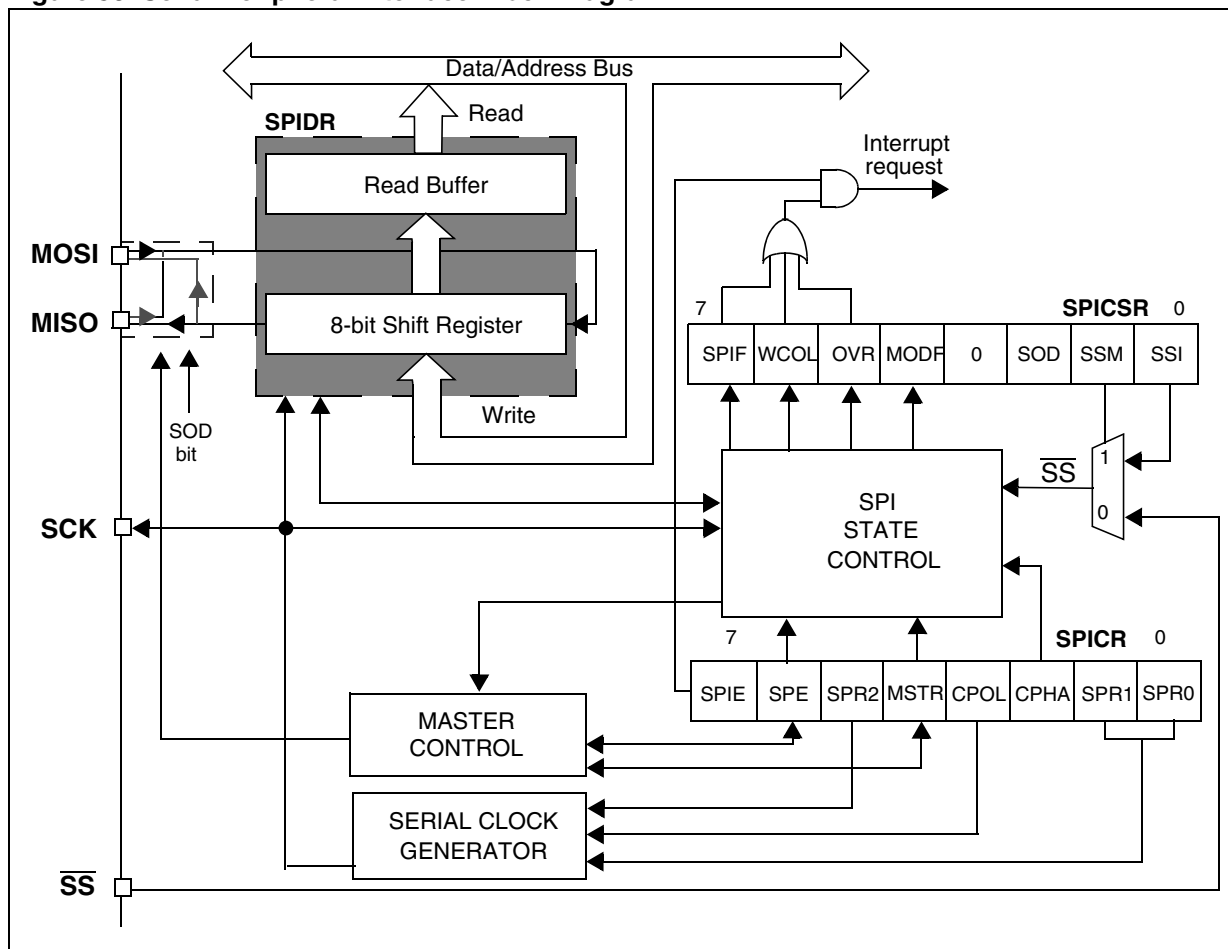 Data/Address Bus
Read
SPIDR
Interrupt
request
Read Buffer
MOSI
MISO
8-bit Shift Register
7
SPICSR
0
SPIF
WCOL
OVR
MODF
0
SOD
SSM
SSI
Write
SOD
bit
1
SS
0
SPI
STATE
CONTROL
SCK
7
SPICR
0
SPIE
SPE
SPR2
MSTR
CPOL
CPHA
SPR1
SPR0
MASTER
CONTROL
SERIAL CLOCK
GENERATOR
SS